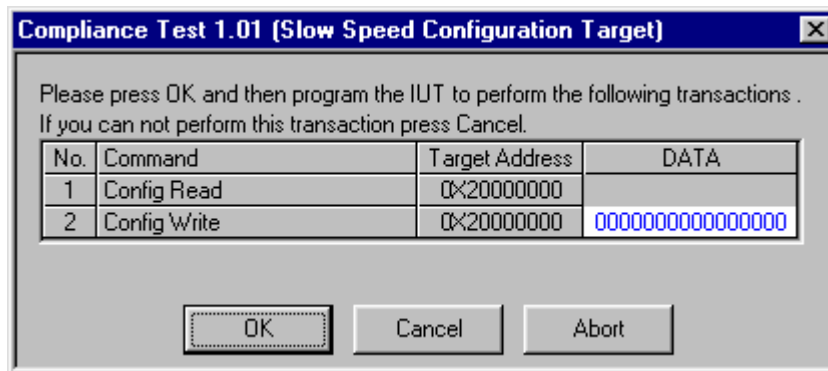 Compliance Test 1.01 (Slow Speed Configuration Target)
Please press OK and then program the IUT to perform the following transactions .
If you can not perform this transaction press Cancel.
No. Command Target Address DATA
1 Config Read 0X20000000
2 Config Write 0X20000000 0000000000000000
OK Cancel Abort